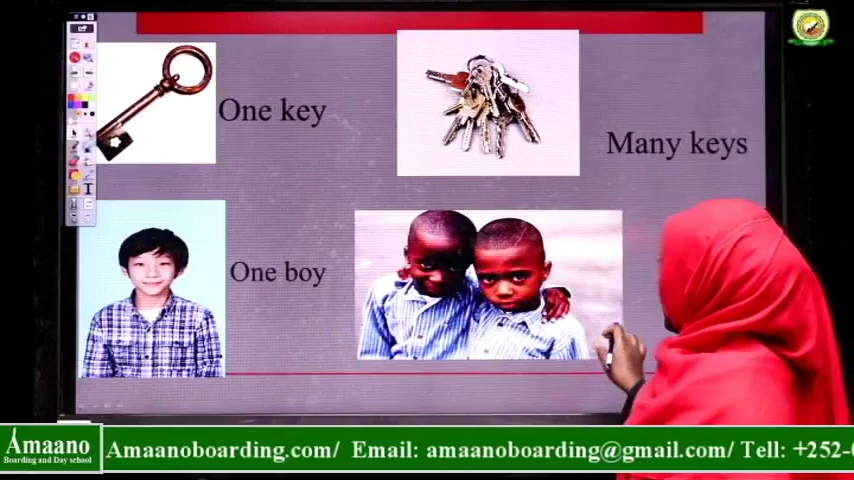 One key
Many keys
One boy
Amaano
Boarding and Day school
Amaanoboarding.com/ Email: amaanoboarding@gmail.com/ Tell: +252-